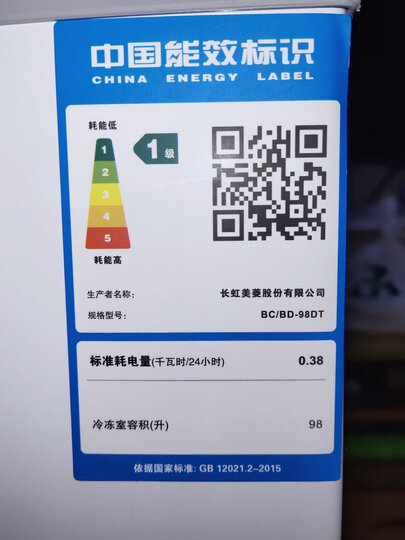 中国能效标识
CHINA ENERGY LABEL
耗能低
1
2
3
4
5
1级
耗能高
生产者名称： 长虹美菱股份有限公司
规格型号： BC/BD-98DT
标准耗电量(千瓦时/24小时) 0.38
冷冻室容积(升) 98
依据国家标准: GB 12021.2-2015